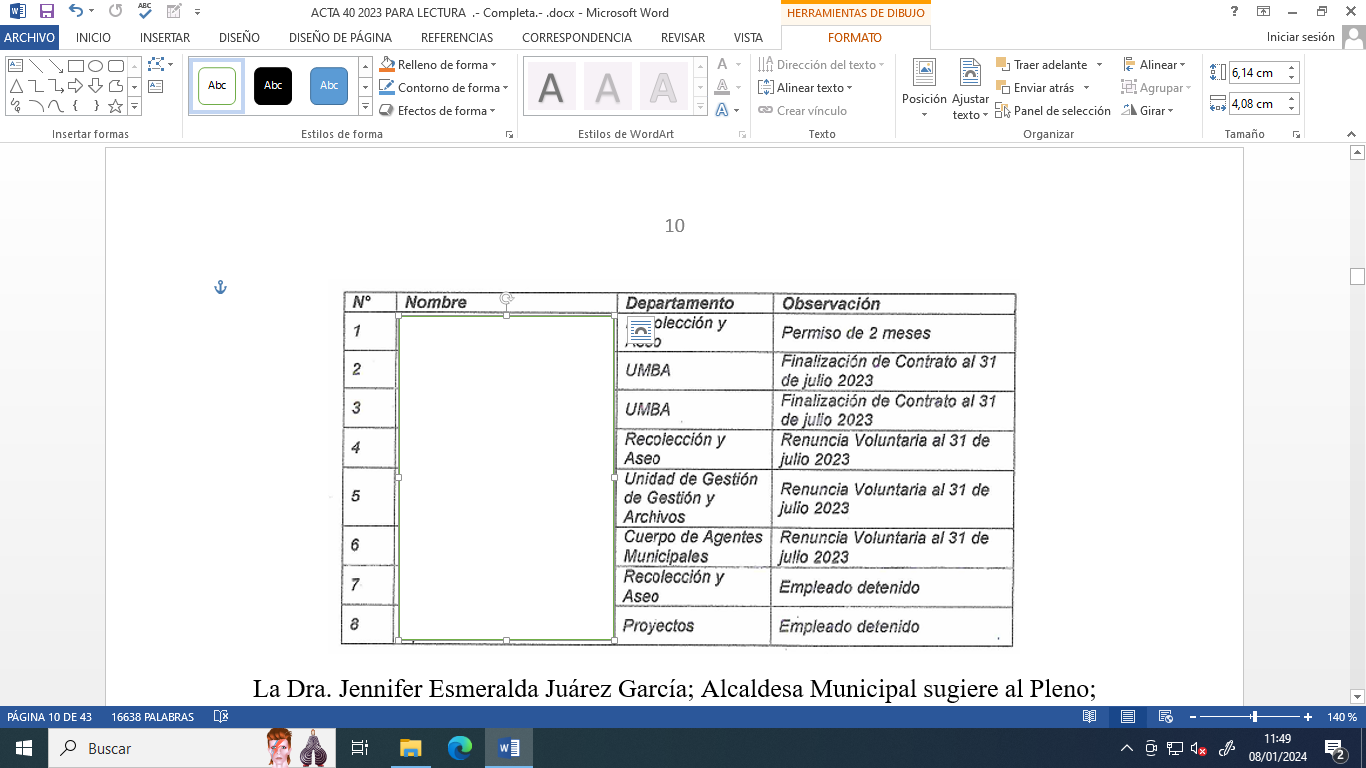 ACTA 40 2023 PARA LECTURA .- Completa.- .docx - Microsoft Word
HERRAMIENTAS DE DIBUJO
ARCHIVO INICIO INSERTAR DISEÑO DISEÑO DE PÁGINA REFERENCIAS CORRESPONDENCIA REVISAR VISTA FORMATO Iniciar sesión
Abc Abc Abc
Relleno de forma
Contorno de forma
Efectos de forma
A A A
Dirección del texto
Alinear texto
Crear vínculo
Posición
Ajustar texto
Traer adelante
Enviar atrás
Panel de selección
Alinear
Agrupar
Girar
6,14 cm
4,08 cm
Insertar formas Estilos de forma Estilos de WordArt Texto Organizar Tamaño
10
N° Nombre Departamento Observación
1 olección y Permiso de 2 meses
2 UMBA Finalización de Contrato al 31
de julio 2023
3 UMBA Finalización de Contrato al 31
de julio 2023
4 Recolección y Renuncia Voluntaria al 31 de
Aseo julio 2023
5 Unidad de Gestión Renuncia Voluntaria al 31 de
de Gestión y julio 2023
Archivos
6 Cuerpo de Agentes Renuncia Voluntaria al 31 de
Municipales julio 2023
7 Recolección y Empleado detenido
Aseo
8 Proyectos Empleado detenido
La Dra. Jennifer Esmeralda Juárez García; Alcaldesa Municipal sugiere al Pleno;
PÁGINA 10 DE 43 16638 PALABRAS 140 %
Buscar
11:49
08/01/2024
2